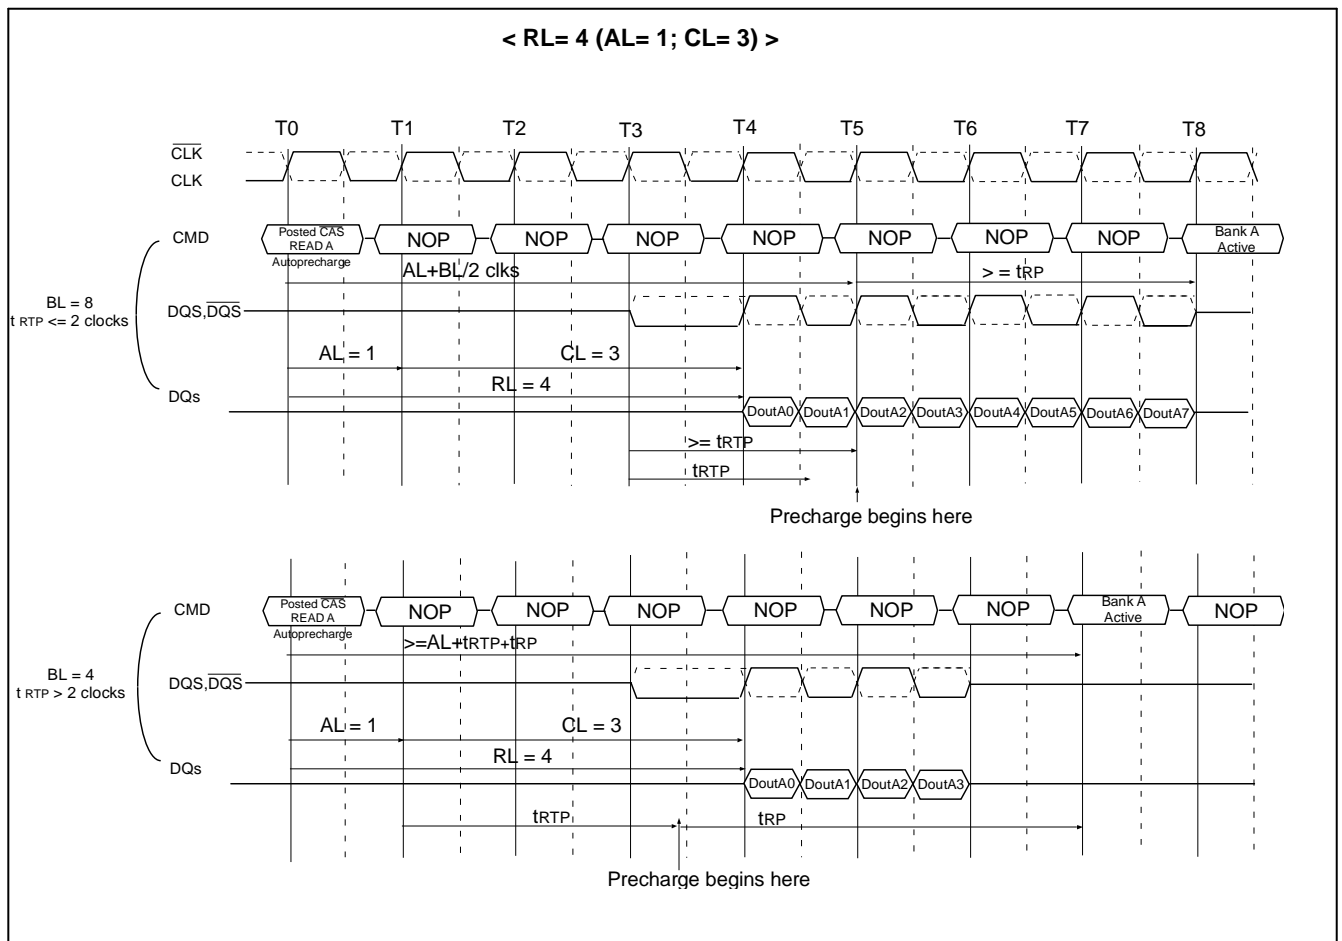 < RL= 4 (AL= 1; CL= 3) >
T0 T1 T2 T3 T4 T5 T6 T7 T8
CLK
CLK
CMD
Posted CAS
READ A
Autoprecharge
NOP NOP NOP NOP NOP NOP NOP
Bank A
Active
AL+BL/2 clks
> = tRP
BL = 8
t RTP <= 2 clocks
DQS,DQS
AL = 1
CL = 3
RL = 4
DQs
DoutA0 DoutA1 DoutA2 DoutA3 DoutA4 DoutA5 DoutA6 DoutA7
>= tRTP
tRTP
Precharge begins here
CMD
Posted CAS
READ A
Autoprecharge
NOP NOP NOP NOP NOP NOP
Bank A
Active
NOP
>=AL+tRTP+tRP
BL = 4
t RTP > 2 clocks
DQS,DQS
AL = 1
CL = 3
RL = 4
DQs
DoutA0 DoutA1 DoutA2 DoutA3
tRTP
tRP
Precharge begins here